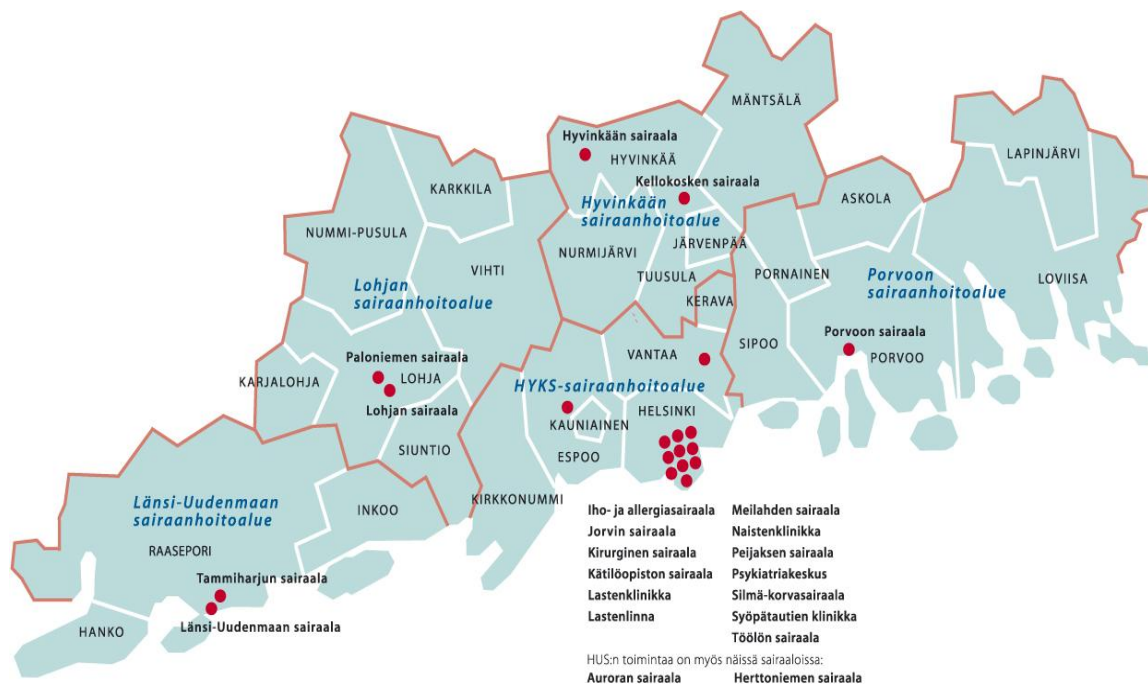 MÄNTSÄLÄ
Hyvinkään sairaala
HYVINKÄÄ
LAPINJÄRVI
KARKKILA
Kellokosken sairaala
ASKOLA
Hyvinkään
sairaanhoitoalue
NUMMI-PUSULA
NURMIJÄRVI
JÄRVENPÄÄ
VIHTI
TUUSULA
PORNAINEN
Porvoon
sairaanhoitoalue
LOVIISA
Lohjan
sairaanhoitoalue
KERAVA
Porvoon sairaala
SIPOO
PORVOO
VANTAA
Paloniemen sairaala
KARJALOHJA
LOHJA
HYKS-sairaanhoitoalue
Lohjan sairaala
HELSINKI
KAUNIAINEN
SIUNTIO
ESPOO
KIRKKONUMMI
Länsi-Uudenmaan
sairaanhoitoalue
INKOO
RAASEPORI
Tammiharjun sairaala
Länsi-Uudenmaan sairaala
HANKO
Iho- ja allergiasairaala
Jorvin sairaala
Kirurginen sairaala
Kätilöopiston sairaala
Lastenklinikka
Lastenlinna
Meilahden sairaala
Naistenklinikka
Peijaksen sairaala
Psykiatriakeskus
Silmä-korvasairaala
Syöpätautien klinikka
Töölön sairaala
HUS:n toimintaa on myös näissä sairaaloissa:
Auroran sairaala Herttoniemen sairaala